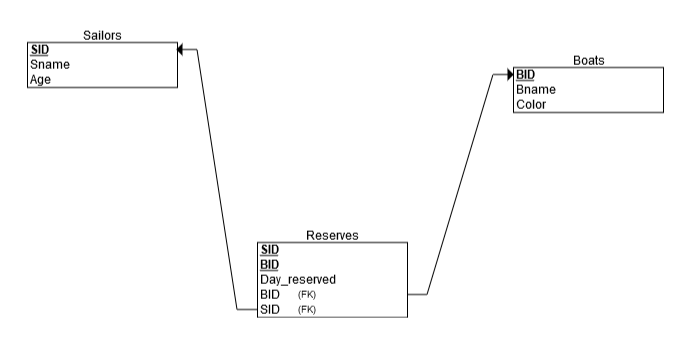 Sailors
SID
Sname
Age
Boats
BID
Bname
Color
Reserves
SID
BID
Day_reserved
BID (FK)
SID (FK)